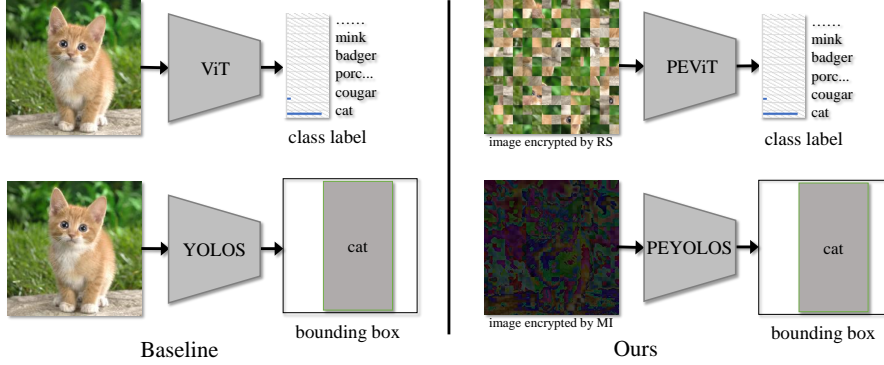 ViT
......
mink
badger
porc...
cougar
cat
class label
PEViT
image encrypted by RS
......
mink
badger
porc...
cougar
cat
class label
YOLOS
cat
bounding box
PEYOLOS
image encrypted by MI
cat
bounding box
Baseline
Ours